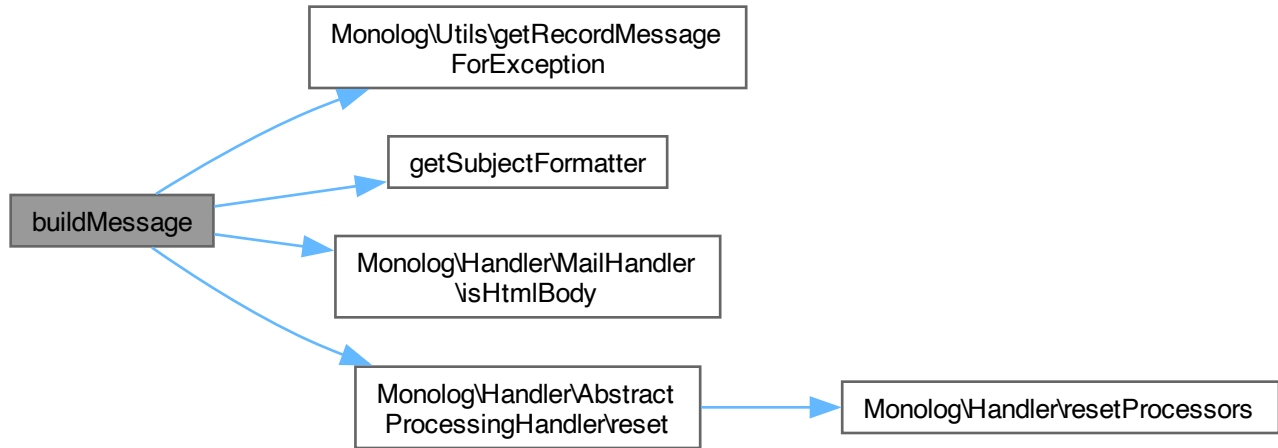 Monolog\Utils\getRecordMessage
ForException
getSubjectFormatter
buildMessage
Monolog\Handler\MailHandler
\isHtmlBody
Monolog\Handler\Abstract
ProcessingHandler\reset
Monolog\Handler\resetProcessors